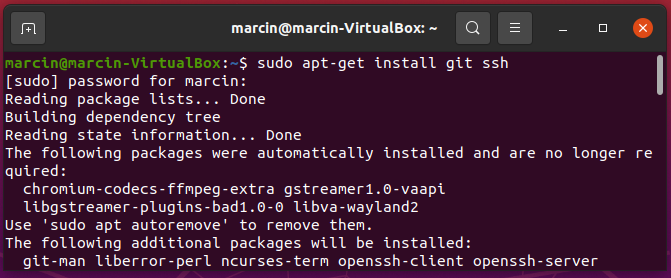 marcin@marcin-VirtualBox: ~
marcin@marcin-VirtualBox:~$ sudo apt-get install git ssh
[sudo] password for marcin:
Reading package lists... Done
Building dependency tree
Reading state information... Done
The following packages were automatically installed and are no longer re
quired:
  chromium-codecs-ffmpeg-extra gstreamer1.0-vaapi
  libgstreamer-plugins-bad1.0-0 libva-wayland2
Use 'sudo apt autoremove' to remove them.
The following additional packages will be installed:
  git-man liberror-perl ncurses-term openssh-client openssh-server